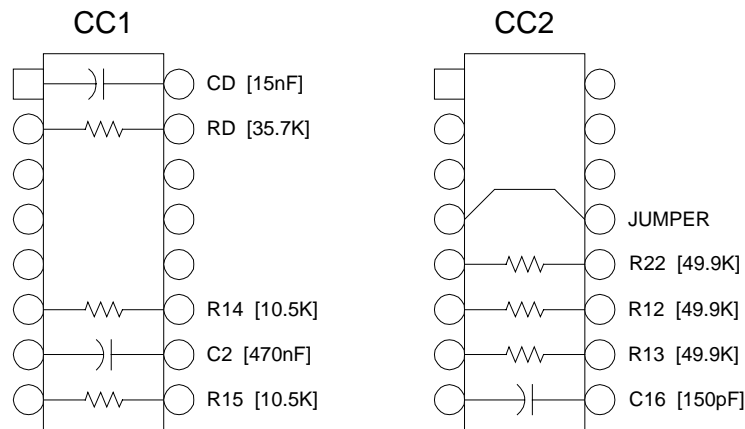 CC1
CD [15nF]
RD [35.7K]
R14 [10.5K]
C2 [470nF]
R15 [10.5K]
CC2
JUMPER
R22 [49.9K]
R12 [49.9K]
R13 [49.9K]
C16 [150pF]